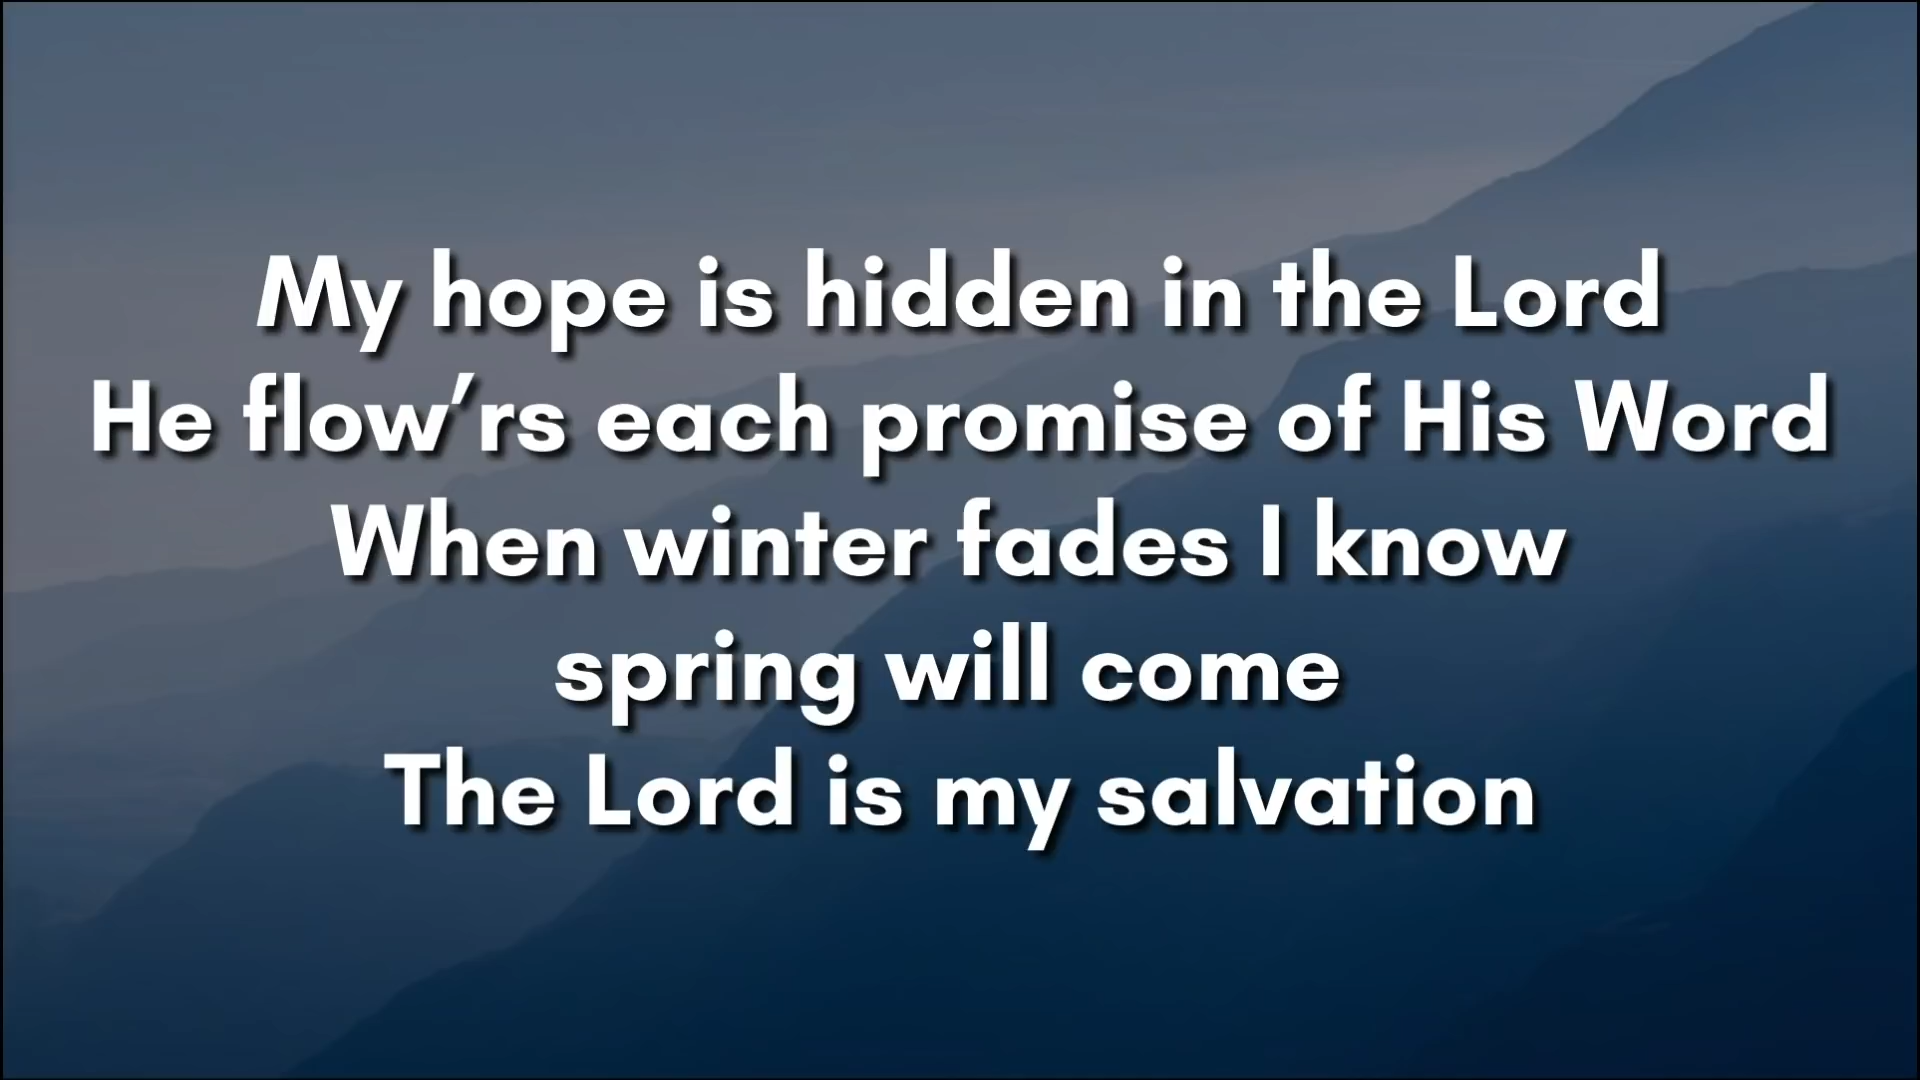 My hope is hidden in the Lord
He flow’rs each promise of His Word
When winter fades I know
spring will come
The Lord is my salvation